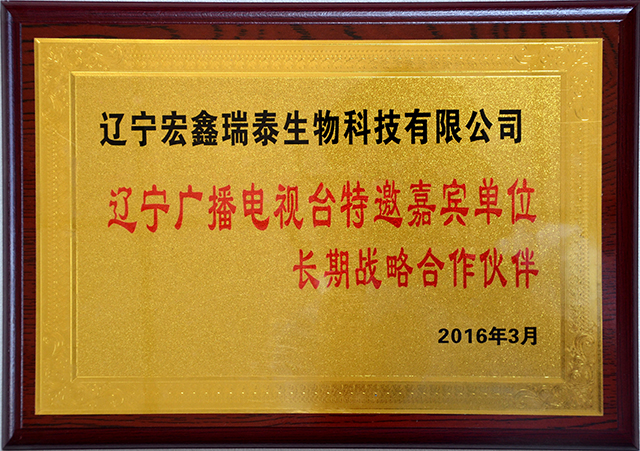 辽宁宏鑫瑞泰生物科技有限公司
辽宁广播电视台特邀嘉宾单位
长期战略合作伙伴
2016年3月